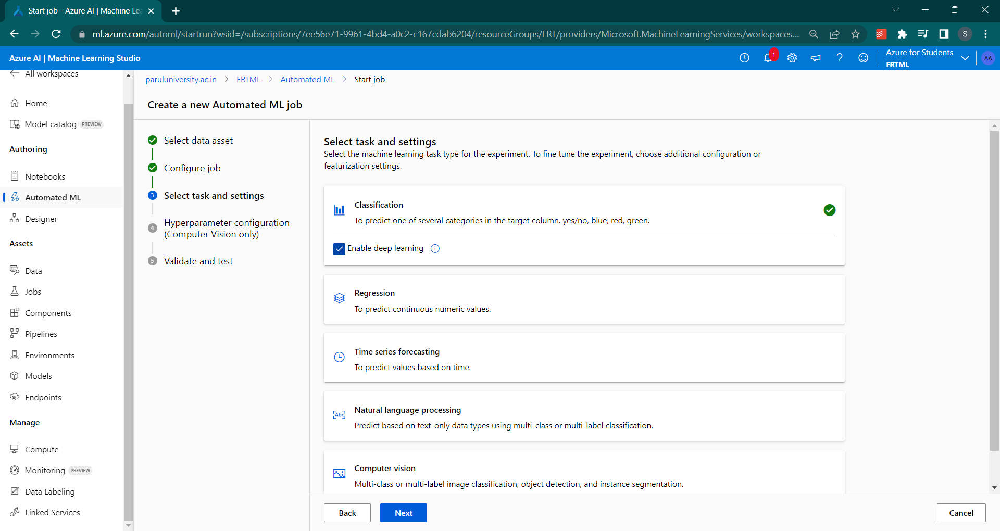 Start job - Azure AI | Machine Lea
ml.azure.com/automl/startrun?wsid=/subscriptions/7ee56e71-9961-4bd4-a0c2-c167cdab6204/resourceGroups/FRT/providers/Microsoft.MachineLearningServices/workspaces...
S
Azure AI | Machine Learning Studio
1
Azure for Students
FRTML
AA
All workspaces
Home
Model catalog PREVIEW
Authoring
Notebooks
Automated ML
Designer
Assets
Data
Jobs
Components
Pipelines
Environments
Models
Endpoints
Manage
Compute
Monitoring PREVIEW
Data Labeling
Linked Services
paruluniversity.ac.in > FRTML > Automated ML > Start job
Create a new Automated ML job
Select data asset
Configure job
3 Select task and settings
4 Hyperparameter configuration
(Computer Vision only)
5 Validate and test
Select task and settings
Select the machine learning task type for the experiment. To fine tune the experiment, choose additional configuration or
featurization settings.
Classification
To predict one of several categories in the target column. yes/no, blue, red, green.
Enable deep learning
Regression
To predict continuous numeric values.
Time series forecasting
To predict values based on time.
Abc
Natural language processing
Predict based on text-only data types using multi-class or multi-label classification.
Computer vision
Multi-class or multi-label image classification, object detection, and instance segmentation.
Back
Next
Cancel